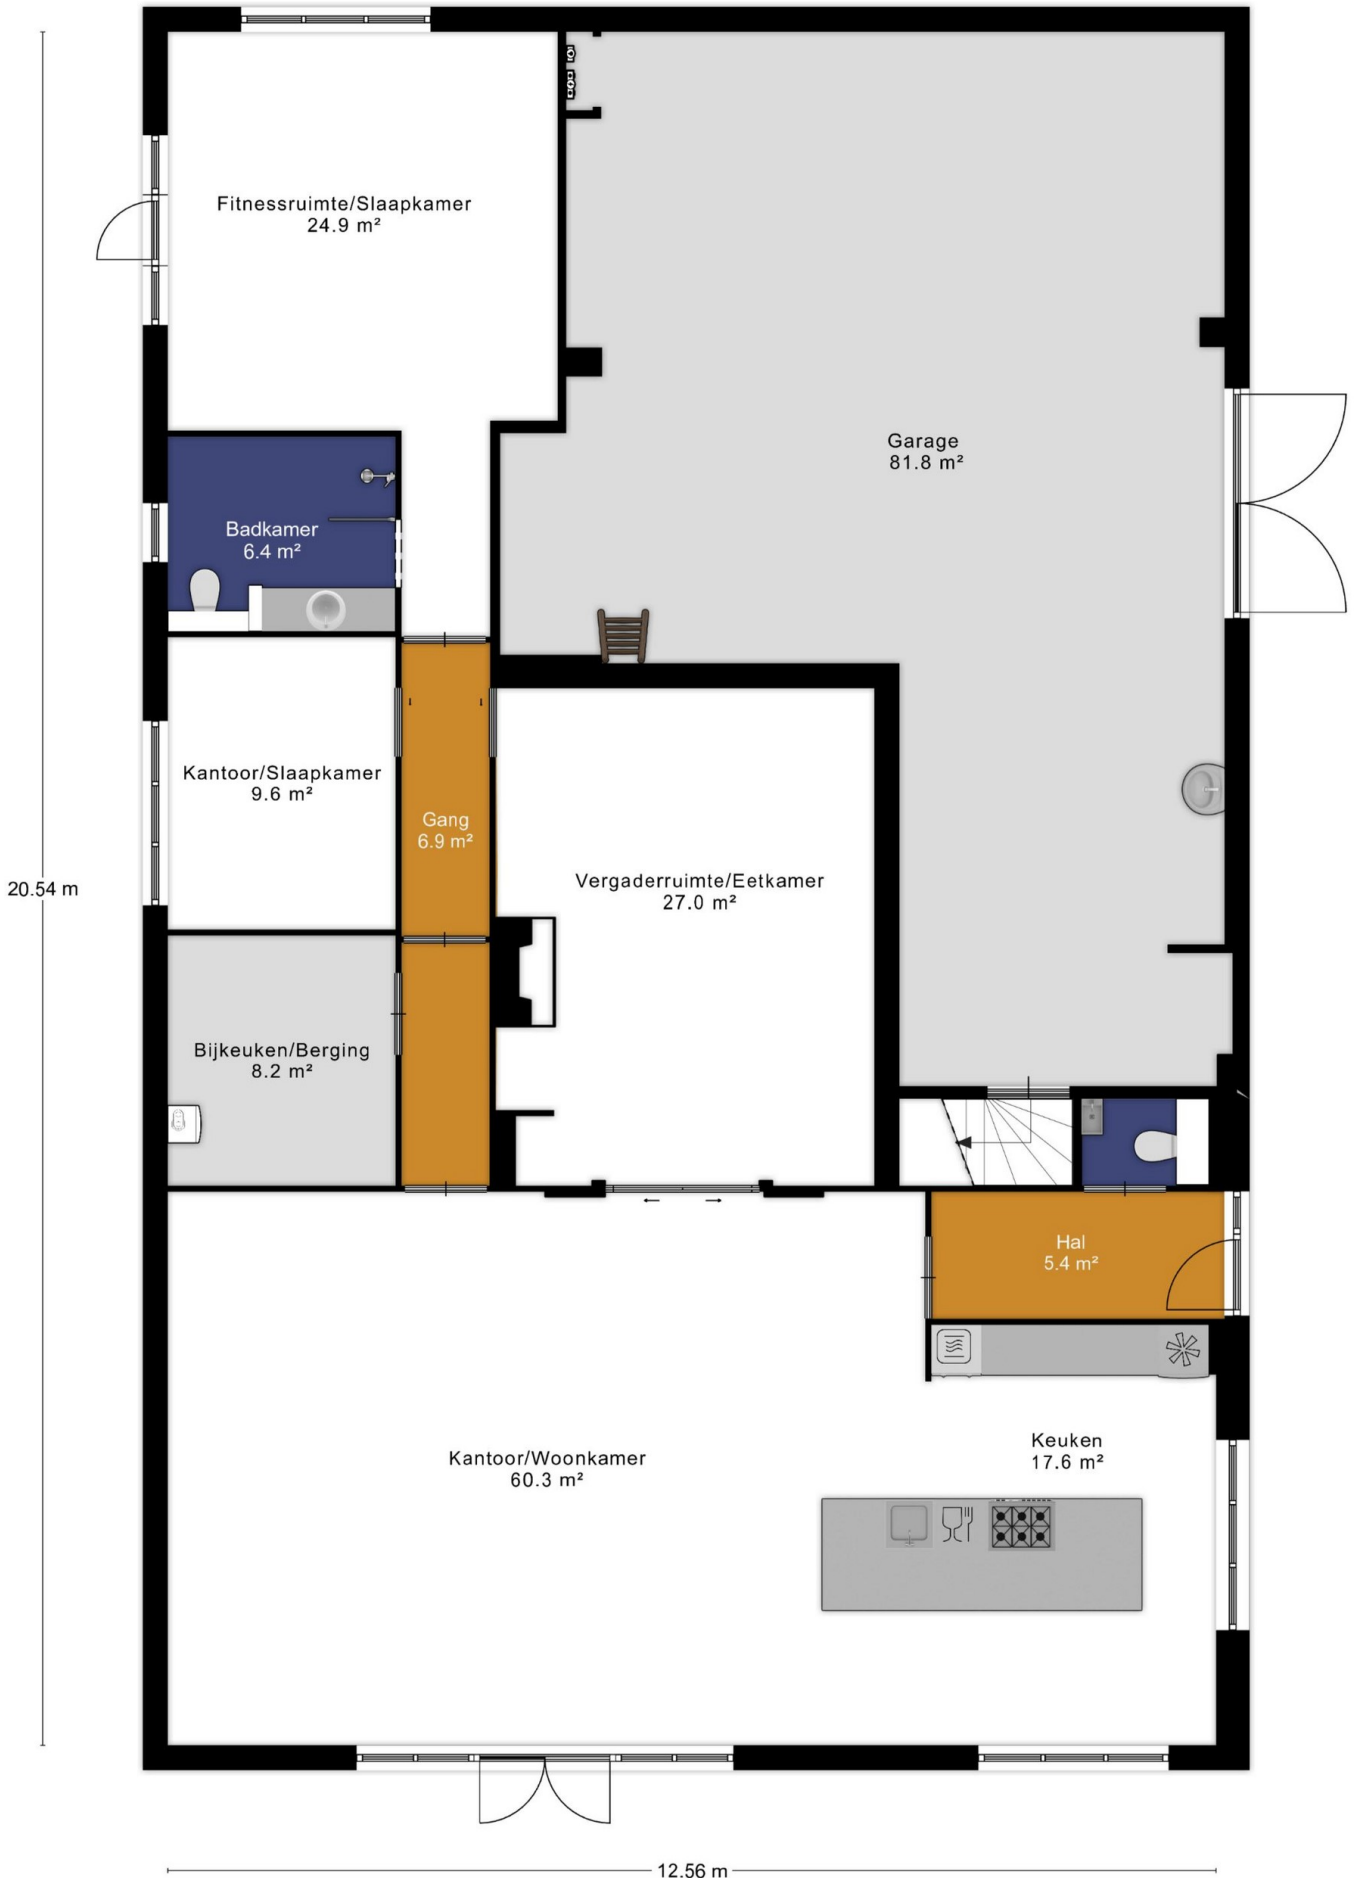 Fitnessruimte/Slaapkamer
24.9 m²
Garage
81.8 m²
Badkamer
6.4 m²
Kantoor/Slaapkamer
9.6 m²
Gang
6.9 m²
Vergaderruimte/Eetkamer
27.0 m²
20.54 m
Bijkeuken/Berging
8.2 m²
Hal
5.4 m²
Kantoor/Woonkamer
60.3 m²
Keuken
17.6 m²
12.56 m